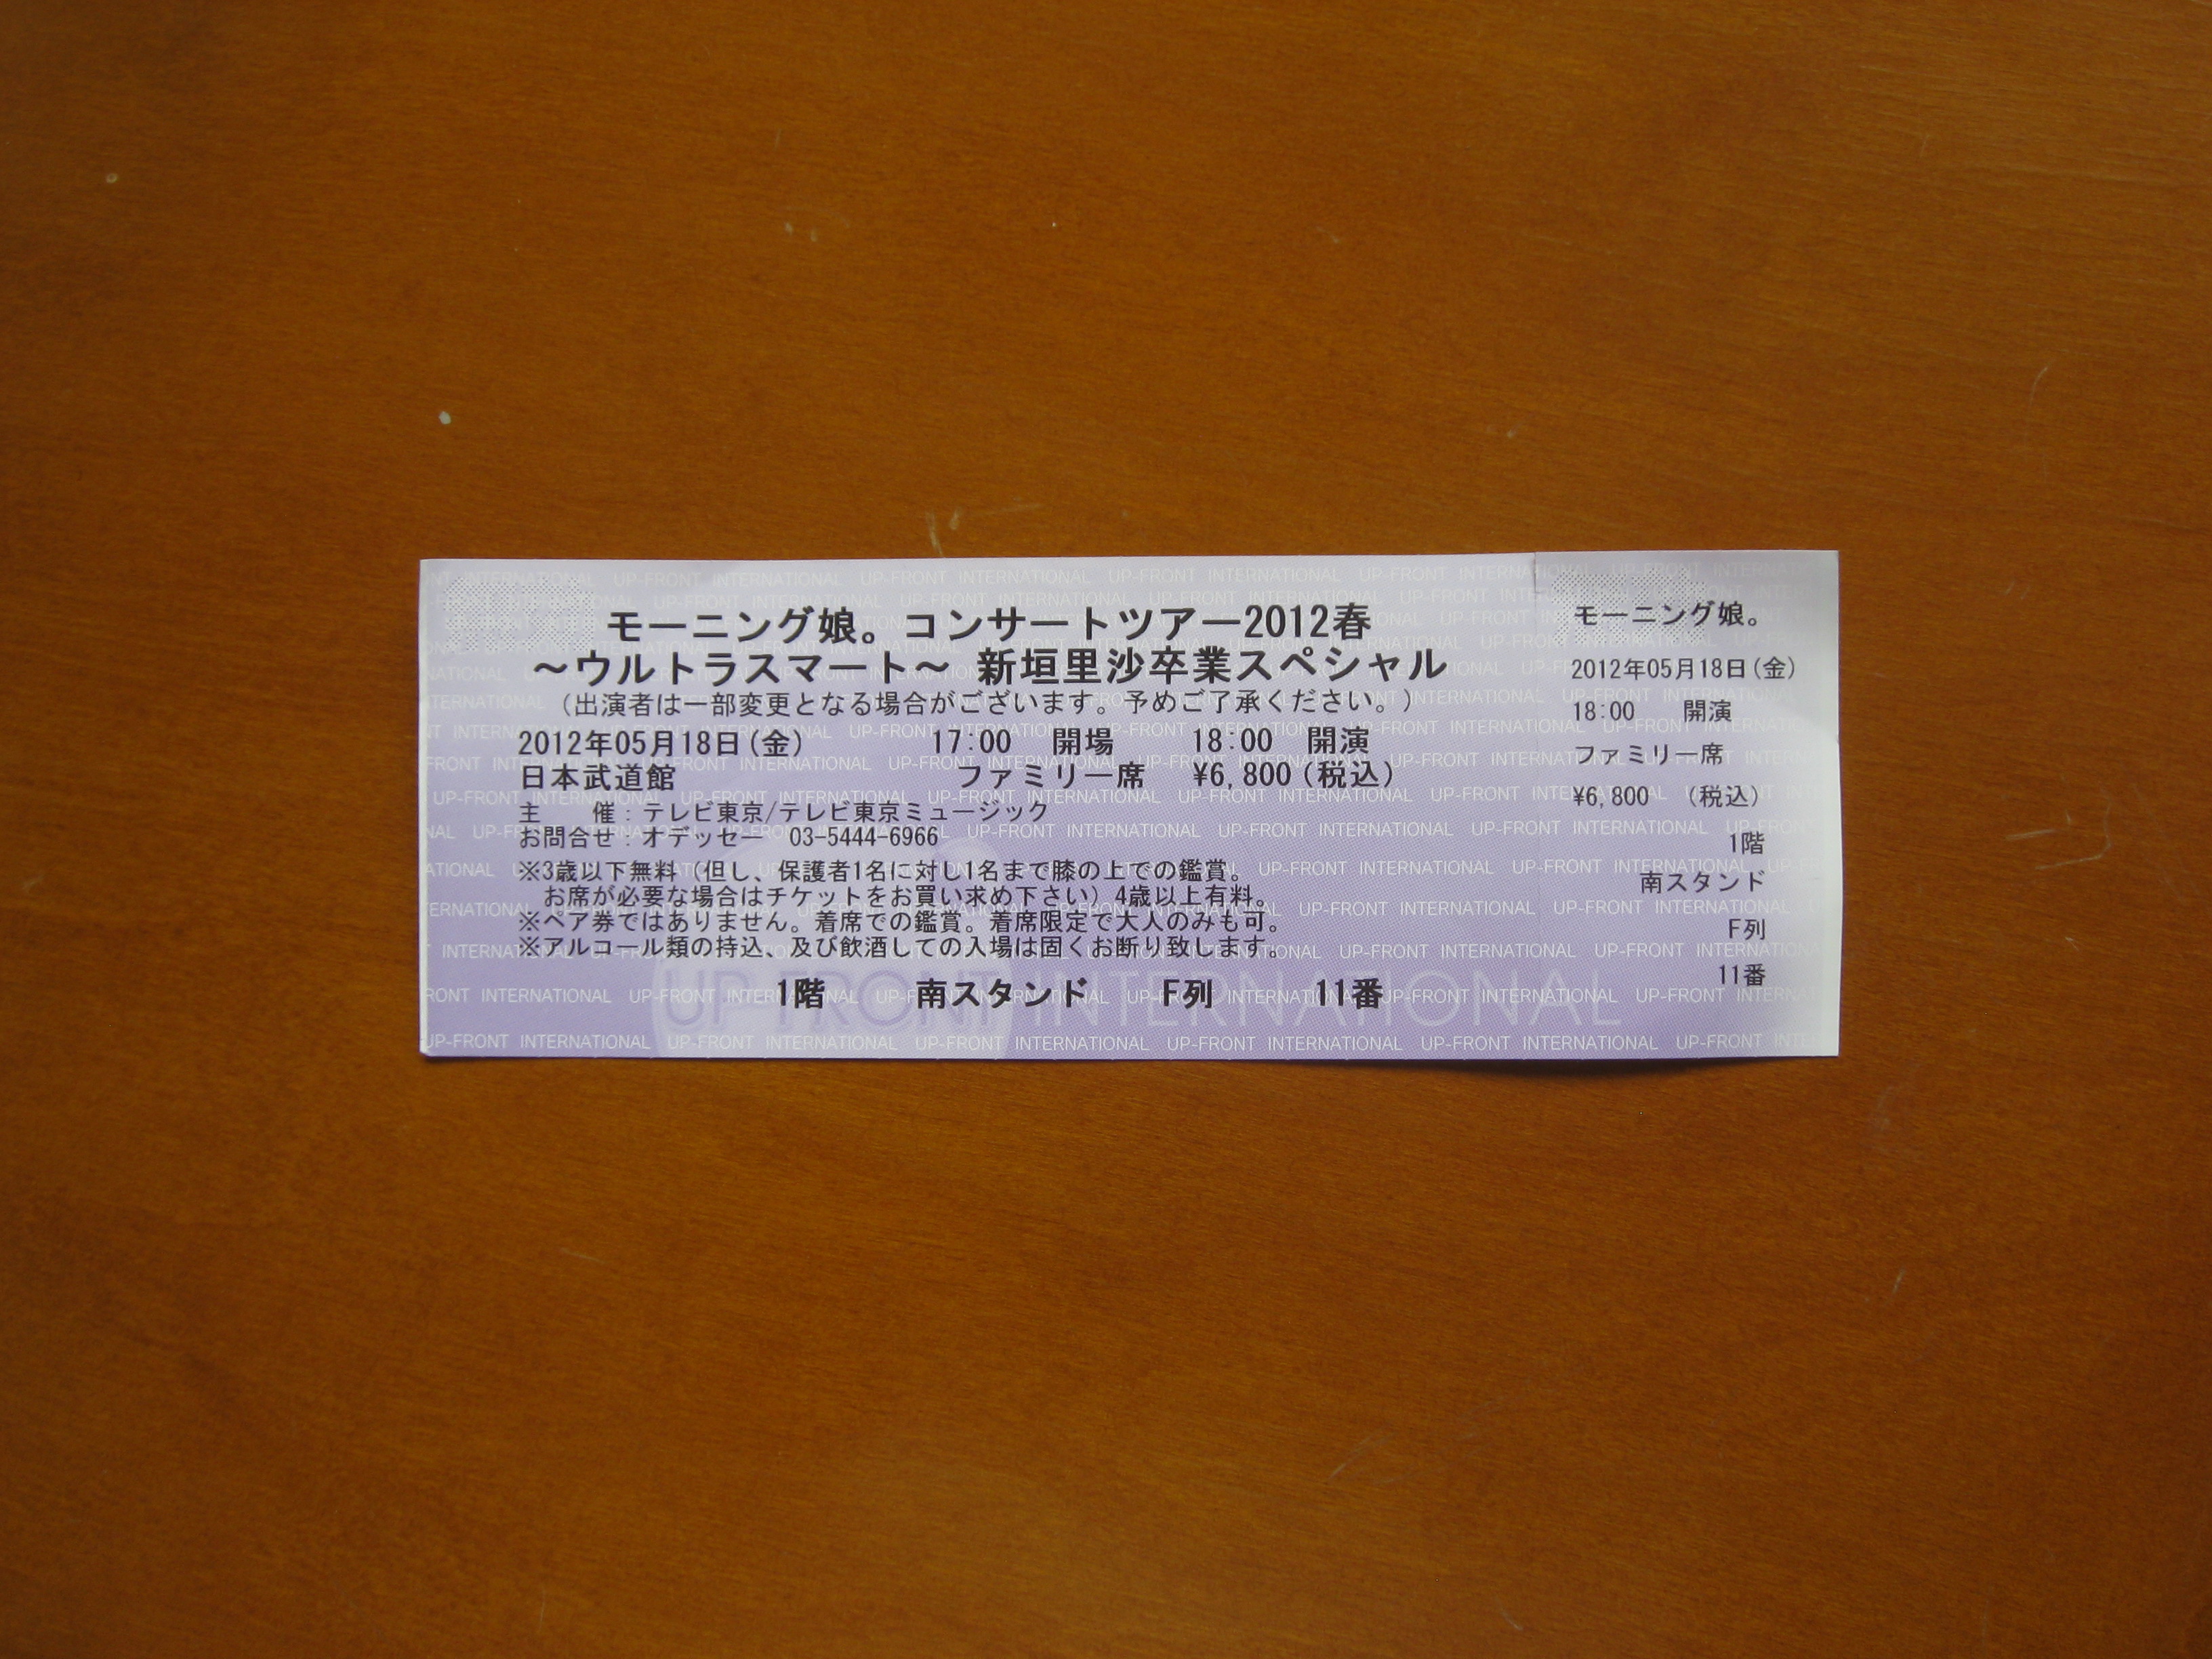 モーニング娘。コンサートツアー2012春
～ウルトラスマート～ 新垣里沙卒業スペシャル
（出演者は一部変更となる場合がございます。予めご了承ください。）
2012年05月18日(金) 17:00 開場 18:00 開演
日本武道館 ファミリー席 ¥6,800(税込)
主　催：テレビ東京/テレビ東京ミュージック
お問合せ：オデッセー 03-5444-6966
※3歳以下無料（但し、保護者1名に対し1名まで膝の上での鑑賞。
お席が必要な場合はチケットをお買い求め下さい）4歳以上有料。
※ペア券ではありません。着席での鑑賞。着席限定で大人のみも可。
※アルコール類の持込、及び飲酒しての入場は固くお断り致します。
1階 南スタンド F列 11番
UP-FRONT INTERNATIONAL
モーニング娘。
2012年05月18日(金)
18:00 開演
ファミリー席
¥6,800 (税込)
1階
南スタンド
F列
11番